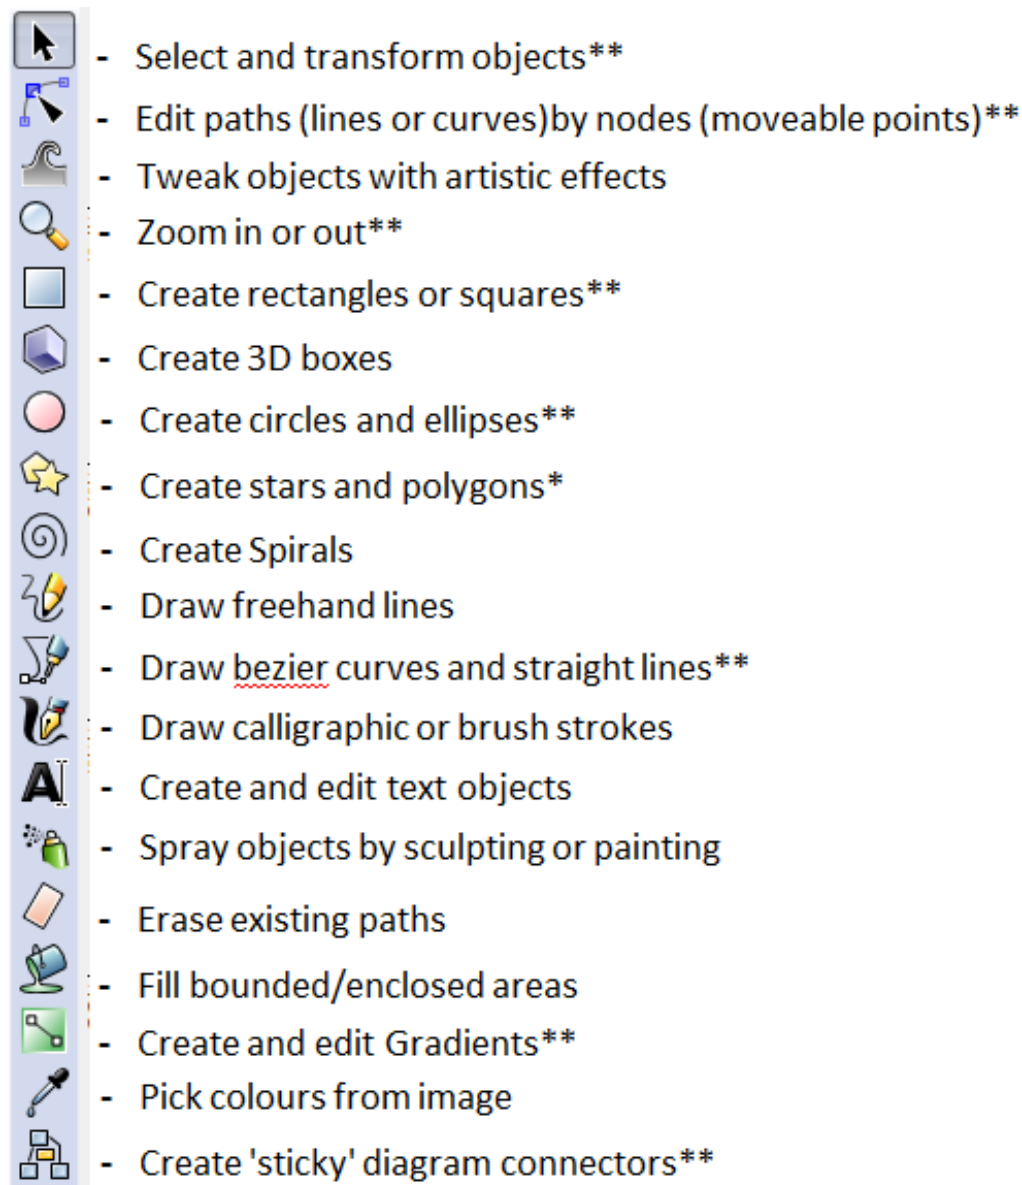 - Select and transform objects**
- Edit paths (lines or curves)by nodes (moveable points)**
- Tweak objects with artistic effects
- Zoom in or out**
- Create rectangles or squares**
- Create 3D boxes
- Create circles and ellipses**
- Create stars and polygons*
- Create Spirals
- Draw freehand lines
- Draw bezier curves and straight lines**
- Draw calligraphic or brush strokes
- Create and edit text objects
- Spray objects by sculpting or painting
- Erase existing paths
- Fill bounded/enclosed areas
- Create and edit Gradients**
- Pick colours from image
- Create 'sticky' diagram connectors**